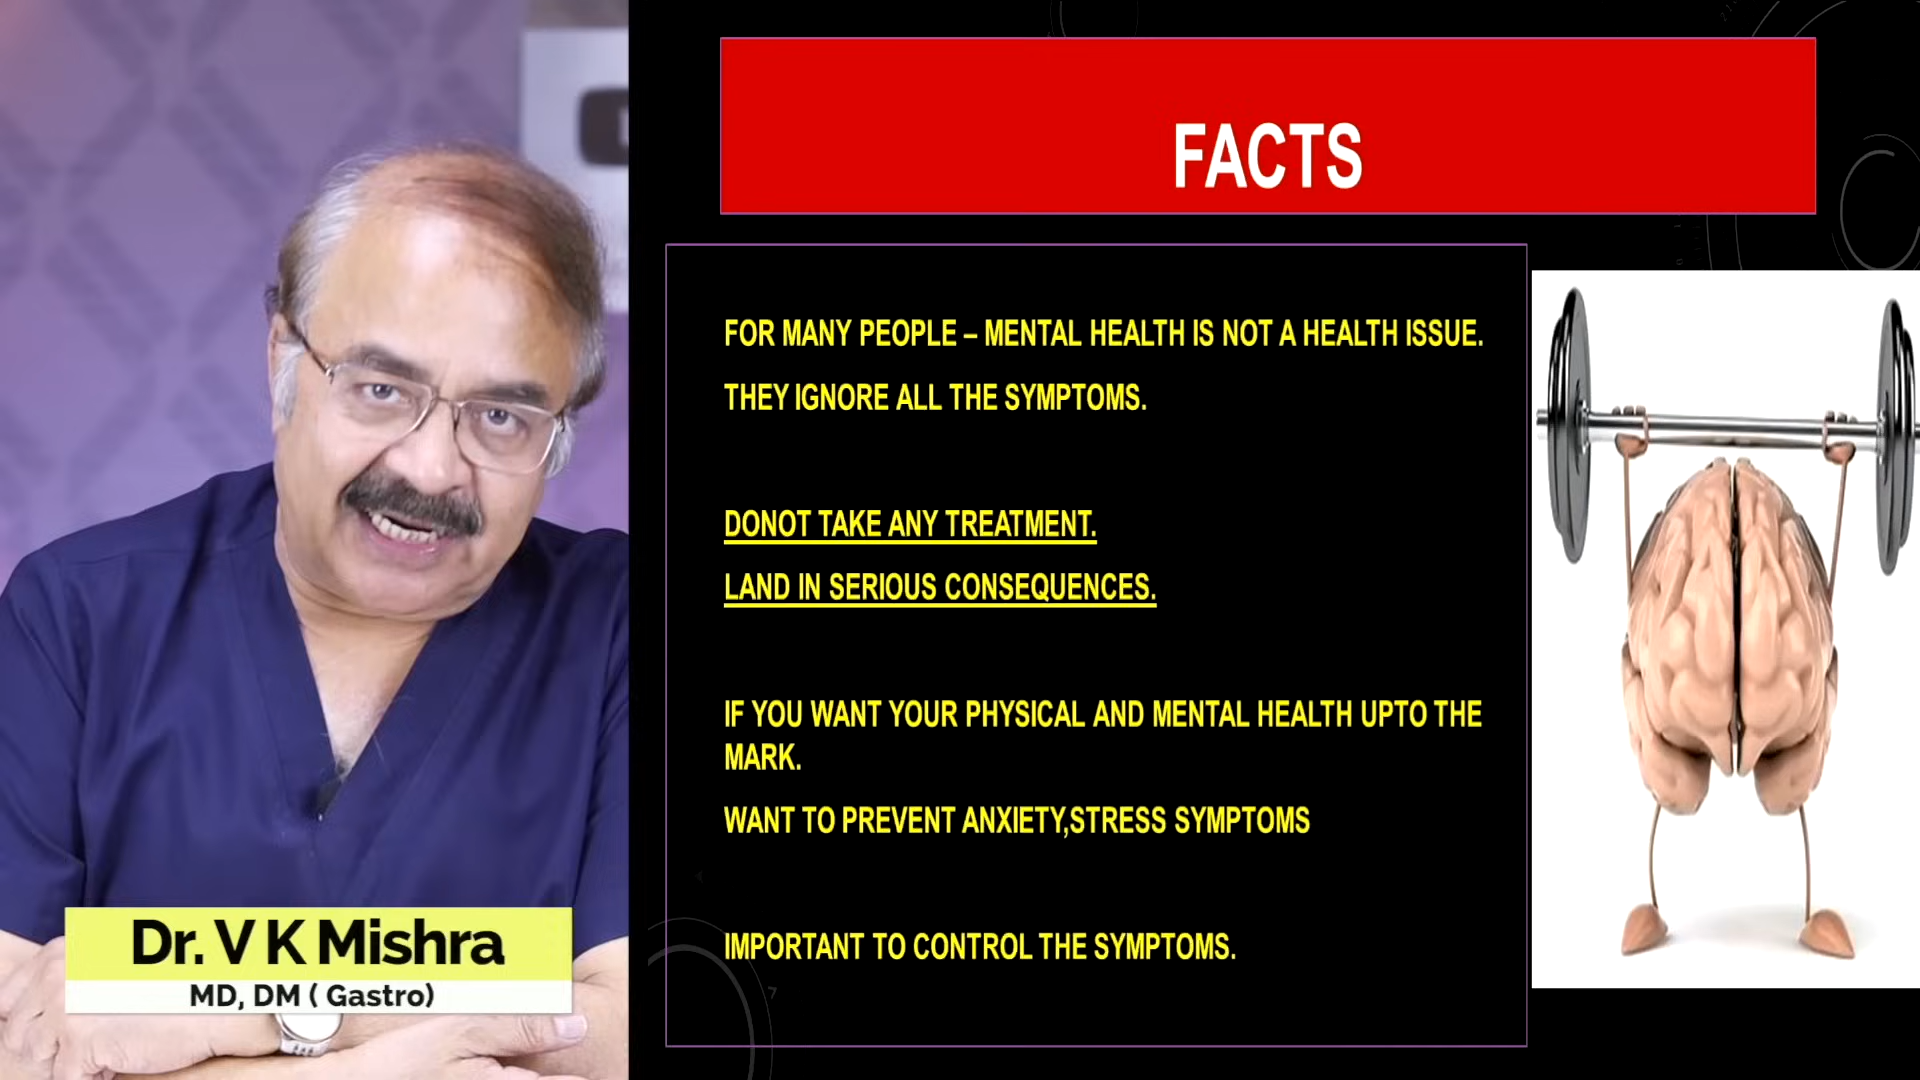 FACTS
FOR MANY PEOPLE – MENTAL HEALTH IS NOT A HEALTH ISSUE.
THEY IGNORE ALL THE SYMPTOMS.
DONOT TAKE ANY TREATMENT.
LAND IN SERIOUS CONSEQUENCES.
IF YOU WANT YOUR PHYSICAL AND MENTAL HEALTH UPTO THE
MARK.
WANT TO PREVENT ANXIETY,STRESS SYMPTOMS
IMPORTANT TO CONTROL THE SYMPTOMS.
Dr. V K Mishra
MD, DM ( Gastro)